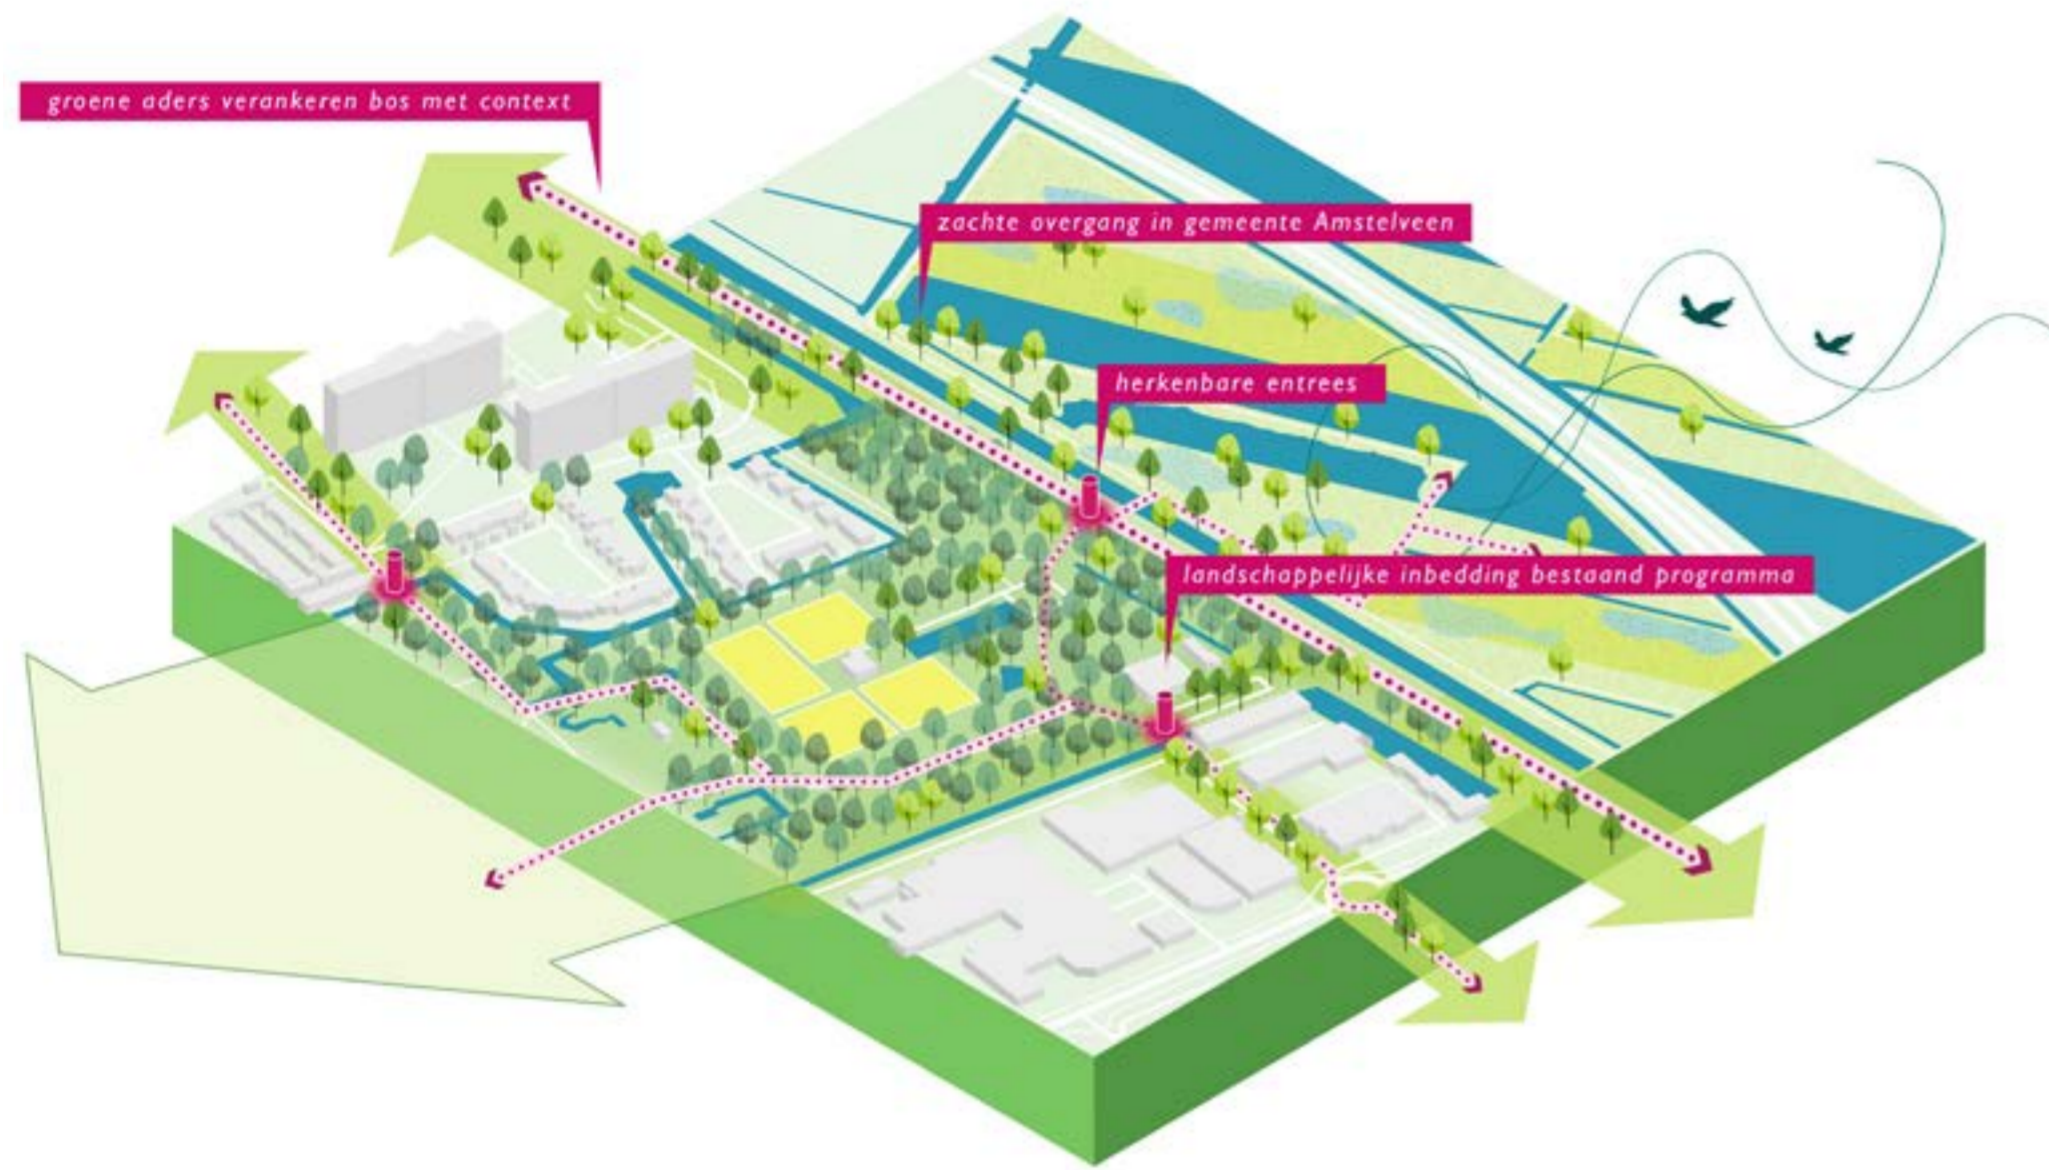 groene aders verankeren bos met context
zachte overgang in gemeente Amstelveen
herkenbare entrees
landschappelijke inbedding bestaand programma